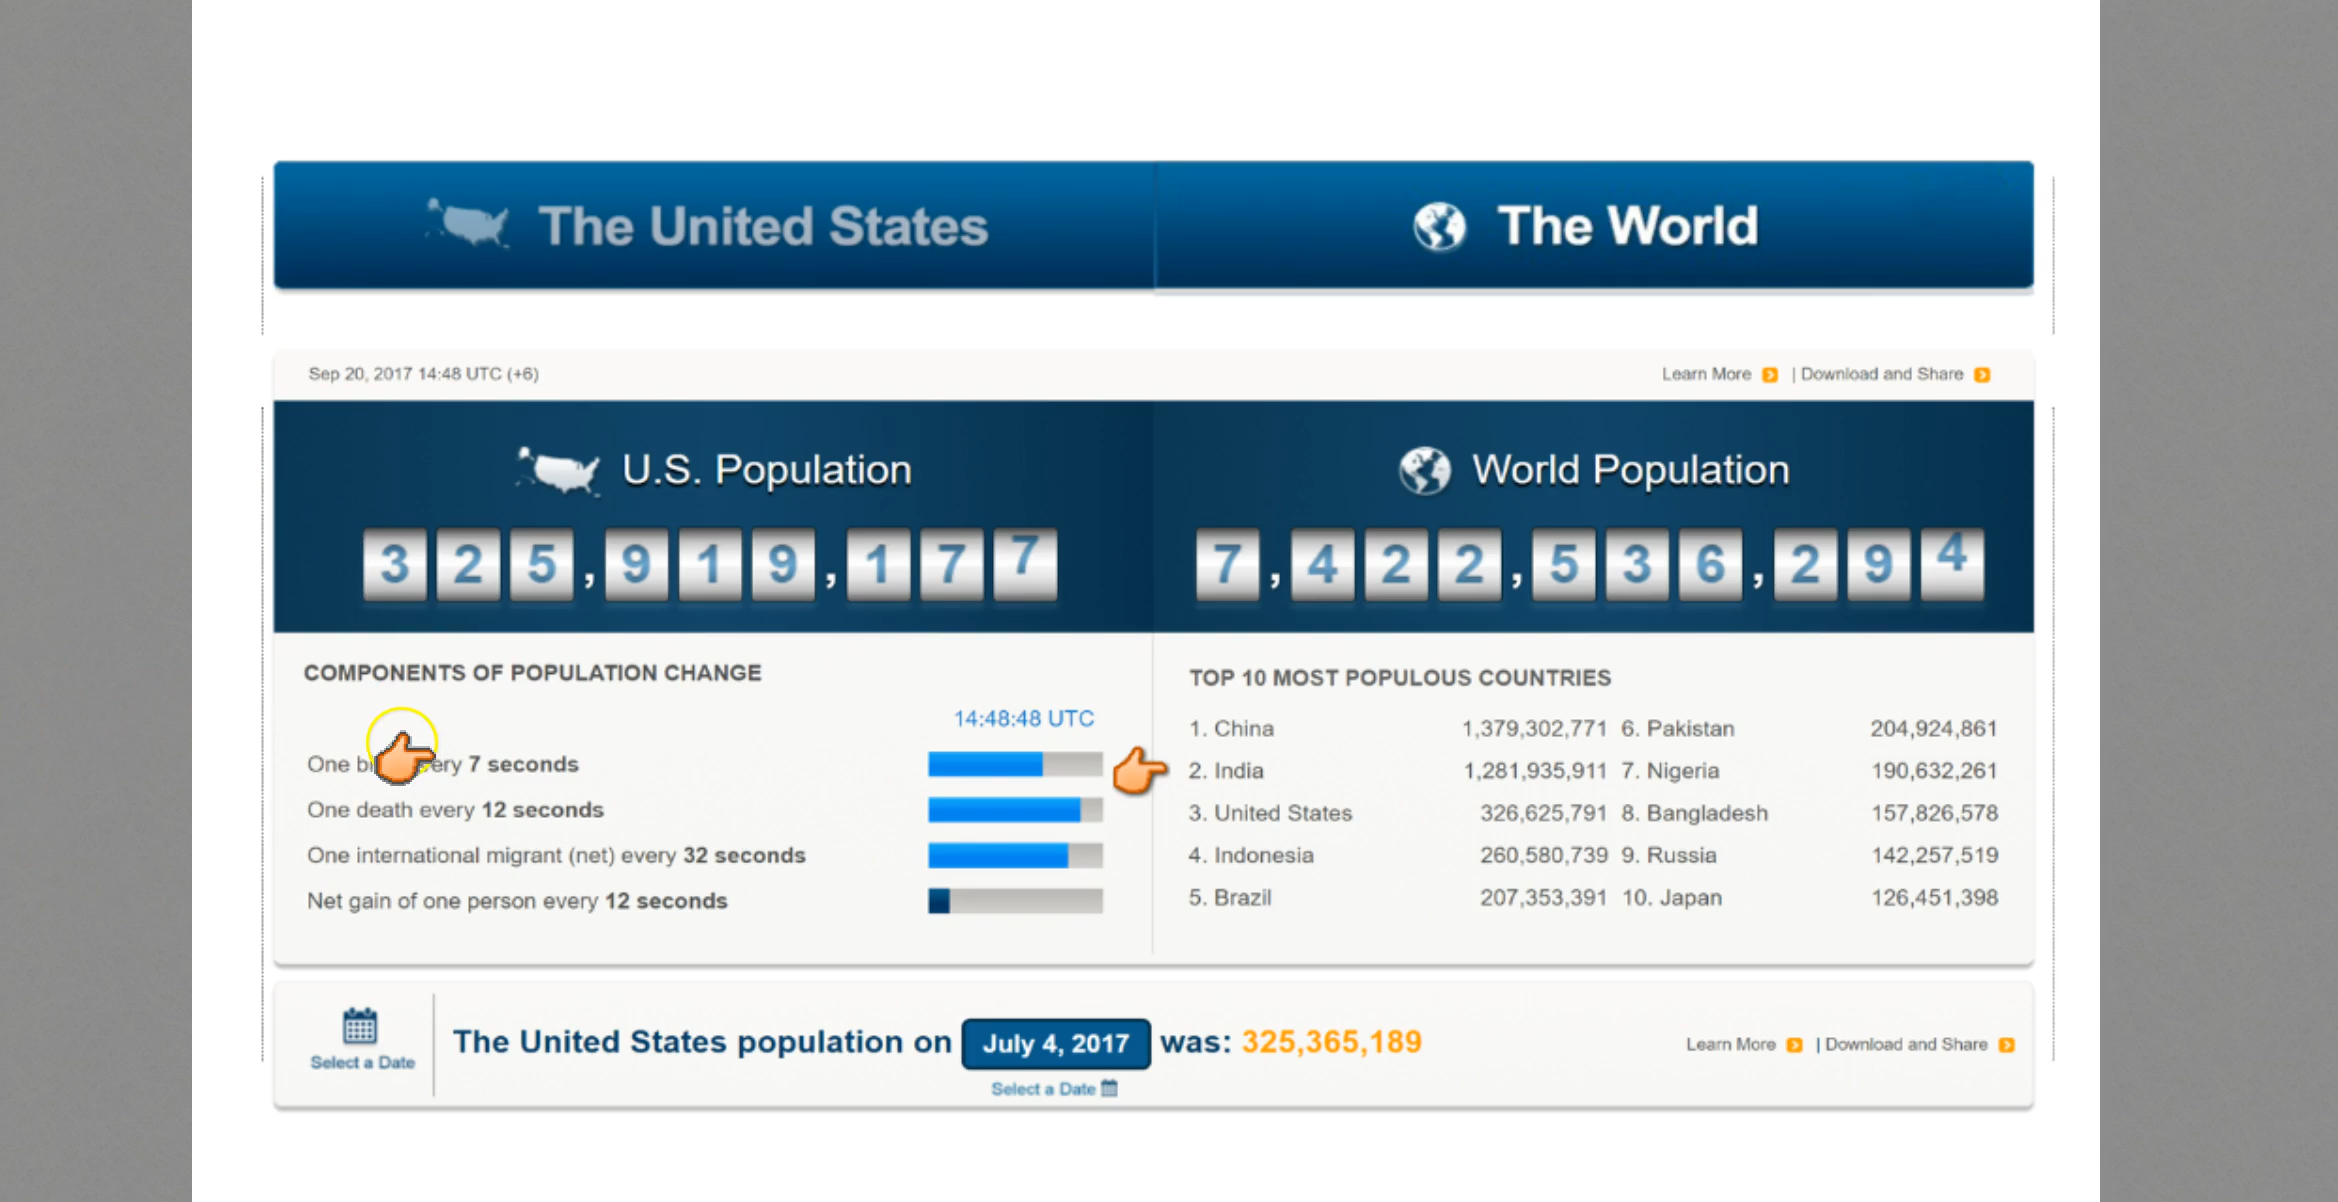 The United States
The World
Sep 20, 2017 14:48 UTC (+6)
Learn More | Download and Share
U.S. Population
325,919,177
World Population
7,422,536,294
COMPONENTS OF POPULATION CHANGE
14:48:48 UTC
One every 7 seconds
One death every 12 seconds
One international migrant (net) every 32 seconds
Net gain of one person every 12 seconds
TOP 10 MOST POPULOUS COUNTRIES
1. China 1,379,302,771 6. Pakistan 204,924,861
2. India 1,281,935,911 7. Nigeria 190,632,261
3. United States 326,625,791 8. Bangladesh 157,826,578
4. Indonesia 260,580,739 9. Russia 142,257,519
5. Brazil 207,353,391 10. Japan 126,451,398
Select a Date
The United States population on July 4, 2017 was: 325,365,189
Select a Date
Learn More | Download and Share